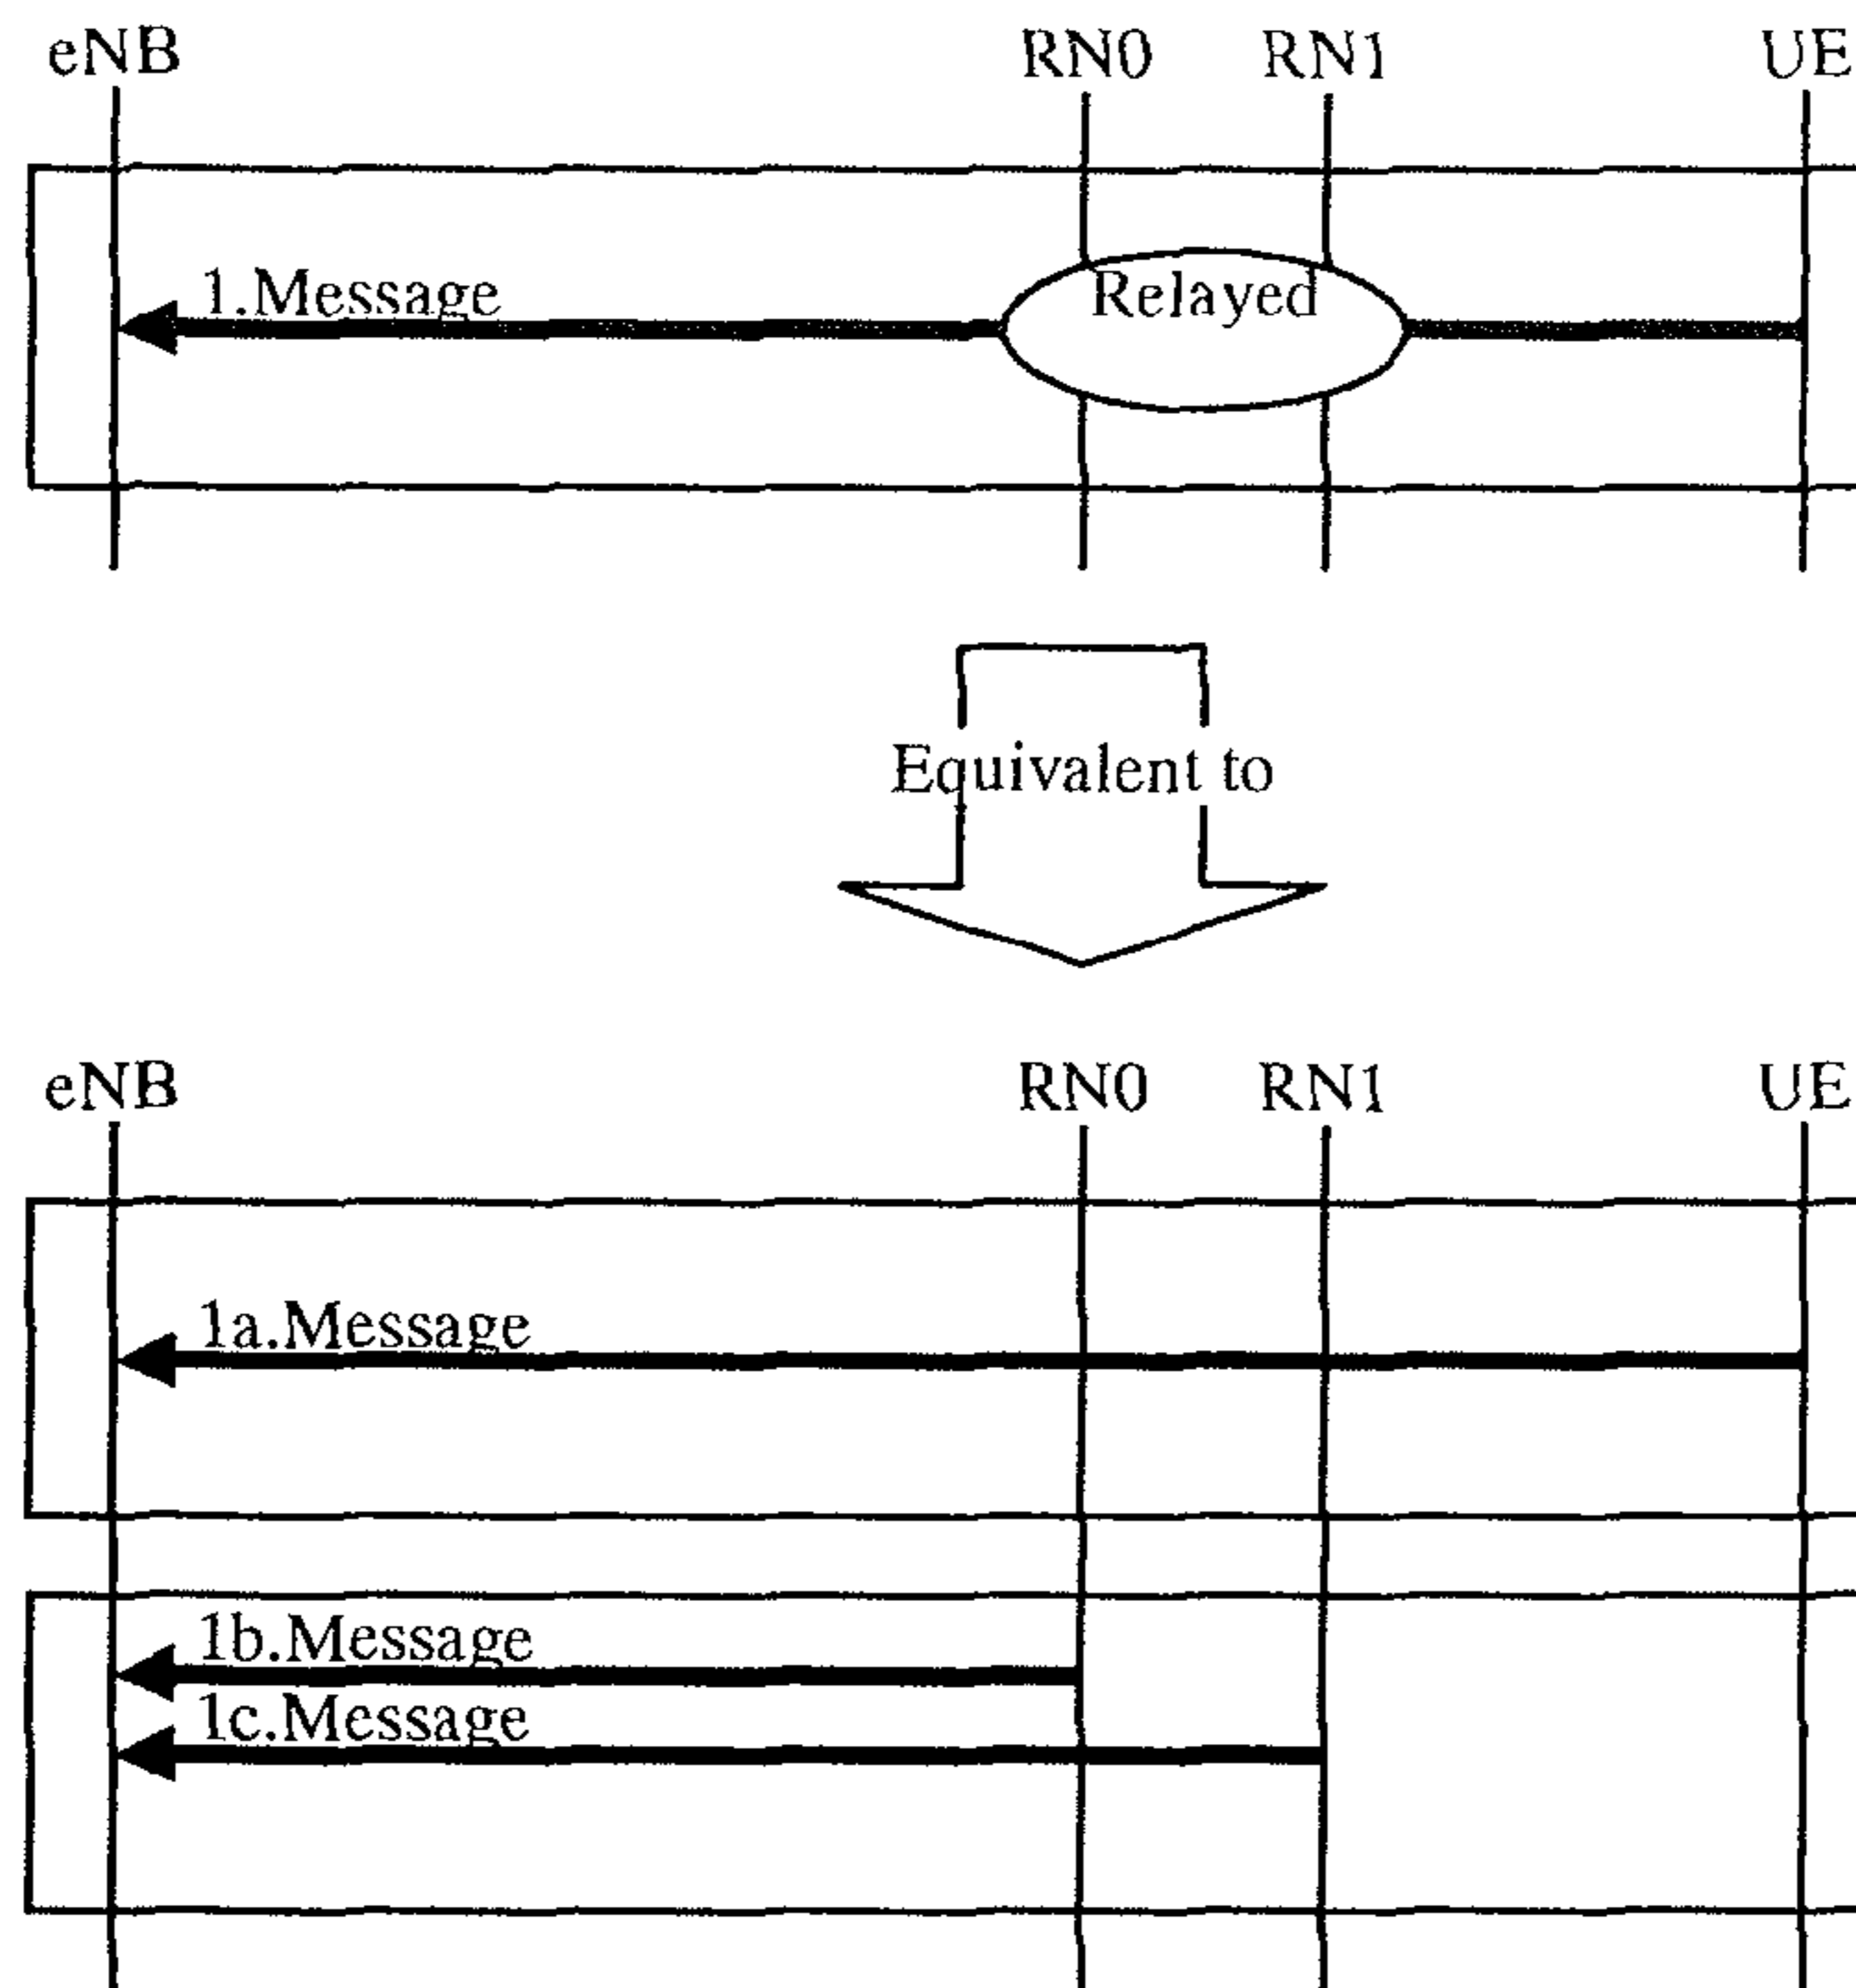 eNB RN0 RN1 UE
1.Message Relayed
Equivalent to
eNB RN0 RN1 UE
1a.Message
1b.Message
1c.Message